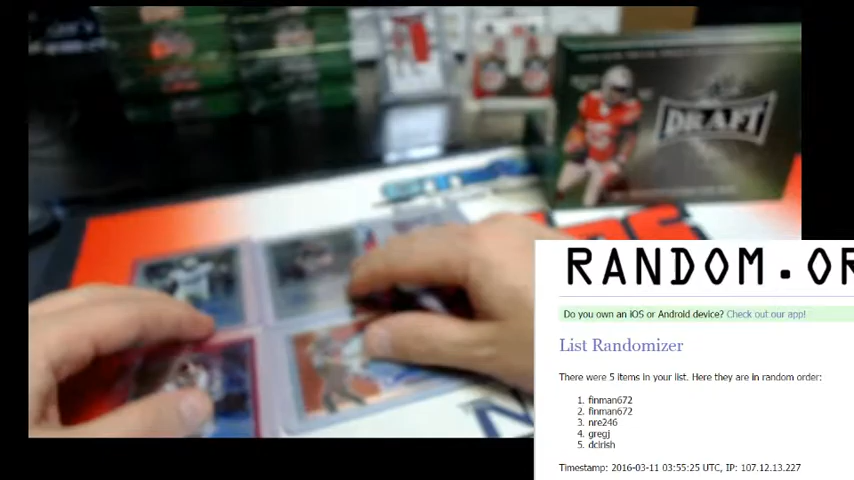 DRAFT
RANDOM.OR
Do you own an iOS or Android device? Check out our app!
List Randomizer
There were 5 items in your list. Here they are in random order:
1. finman672
2. finman672
3. nre246
4. gregj
5. dcirish
Timestamp: 2016-03-11 03:55:25 UTC, IP: 107.12.13.227